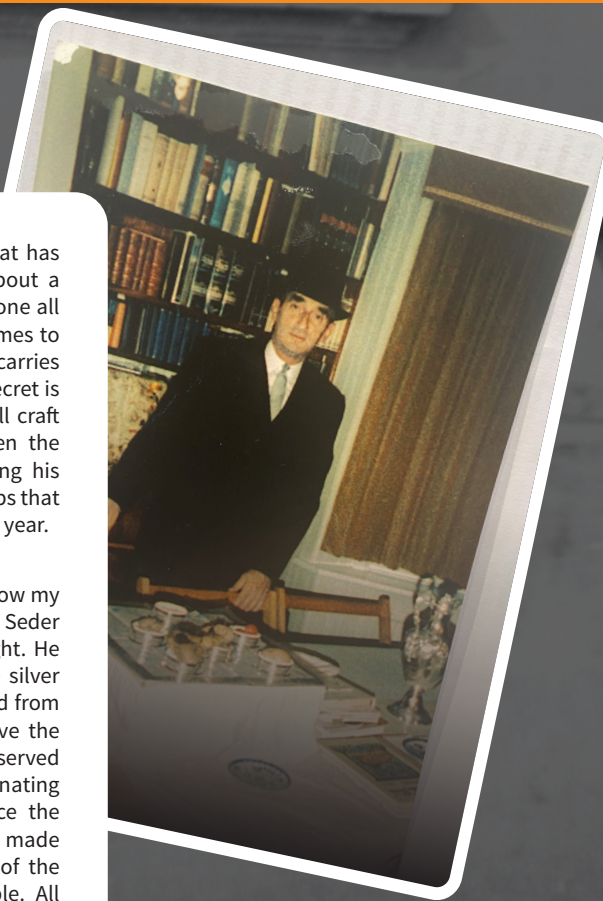 at has
bout a
one all
mes to
carries
ecret is
ll craft
en the
ng his
ps that
year.
ow my
Seder
ght. He
silver
d from
ve the
served
nating
ce the
made
of the
ble. All